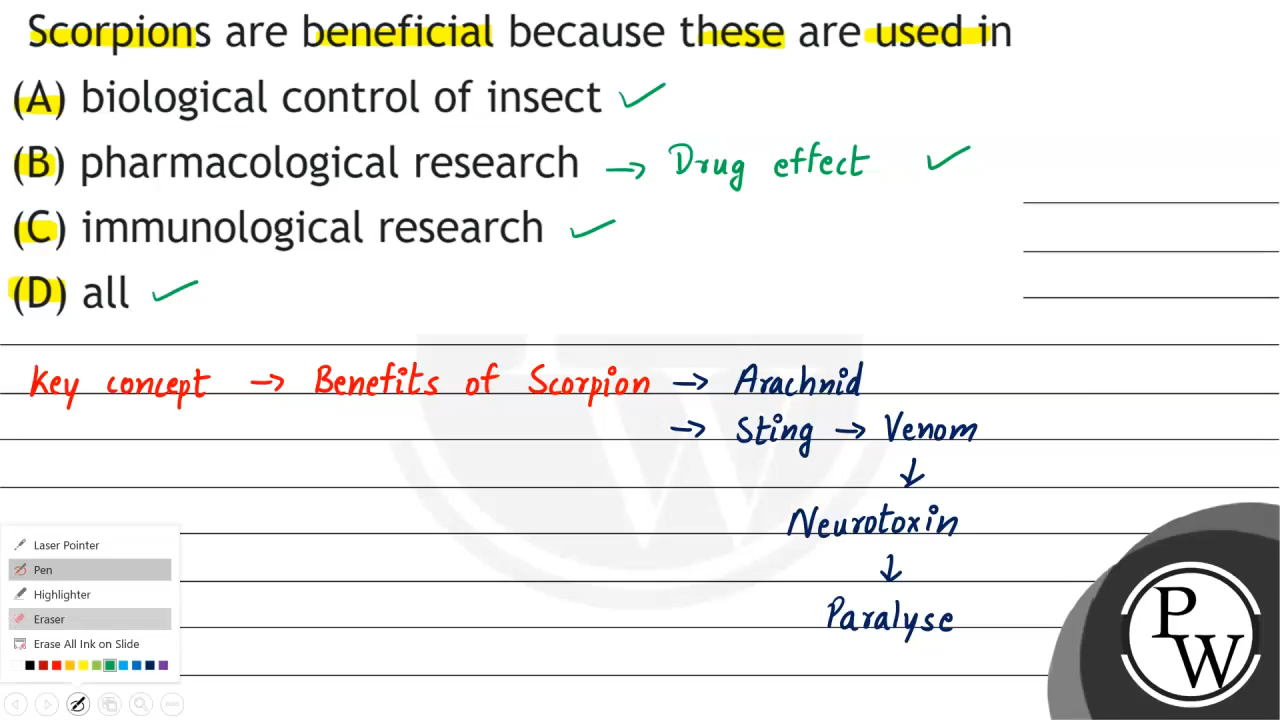 Scorpions are beneficial because these are used in
(A) biological control of insect
(B) pharmacological research → Drug effect
(C) immunological research
(D) all
Key concept → Benefits of Scorpion → Arachnid
→ Sting → Venom
↓
Neurotoxin
↓
Paralyse
Laser Pointer
Pen
Highlighter
Eraser
Erase All Ink on Slide
P
W